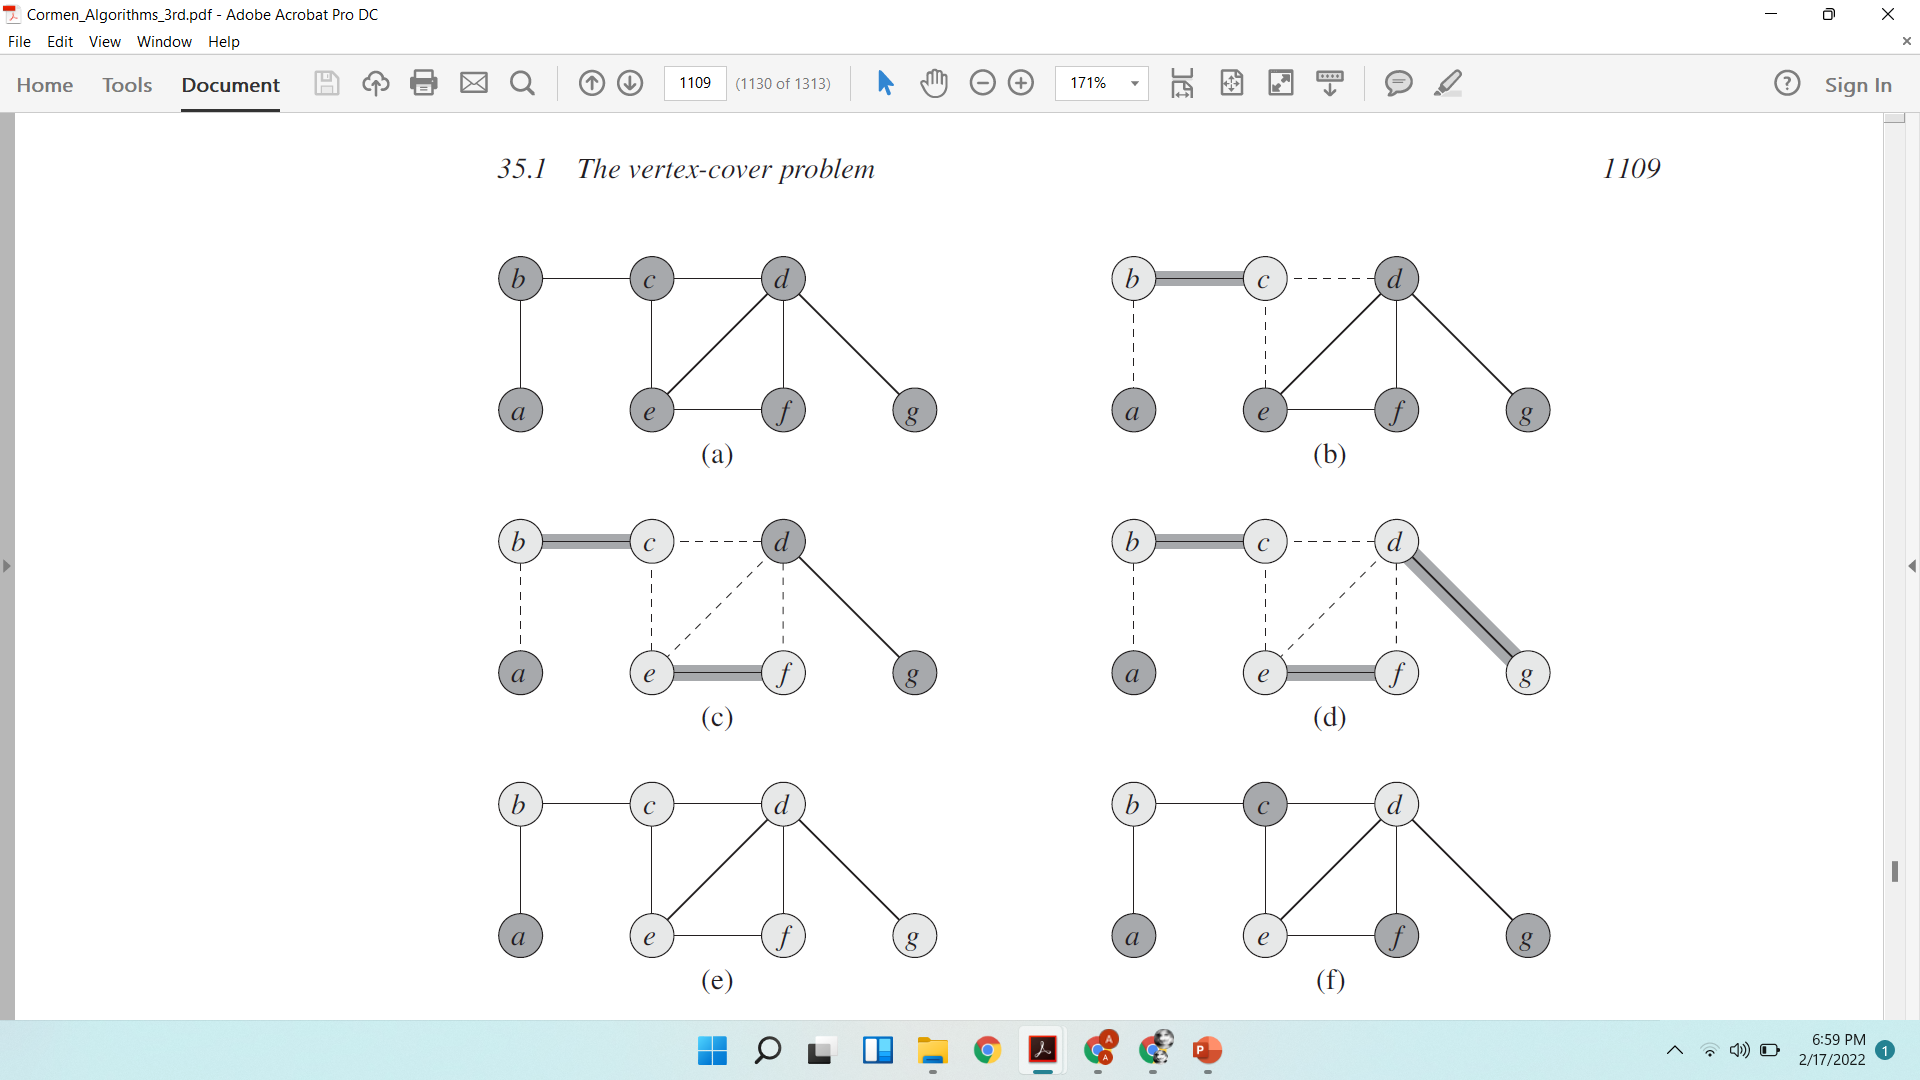 Cormen_Algorithms_3rd.pdf - Adobe Acrobat Pro DC
File Edit View Window Help
Home Tools Document 1109 (1130 of 1313) 171% Sign In
35.1 The vertex-cover problem 1109
b c d b c d
a e f g a e f g
(a) (b)
b c d b c d
a e f g a e f g
(c) (d)
b c d b c d
a e f g a e f g
(e) (f)
A
A
P
6:59 PM
2/17/2022 1